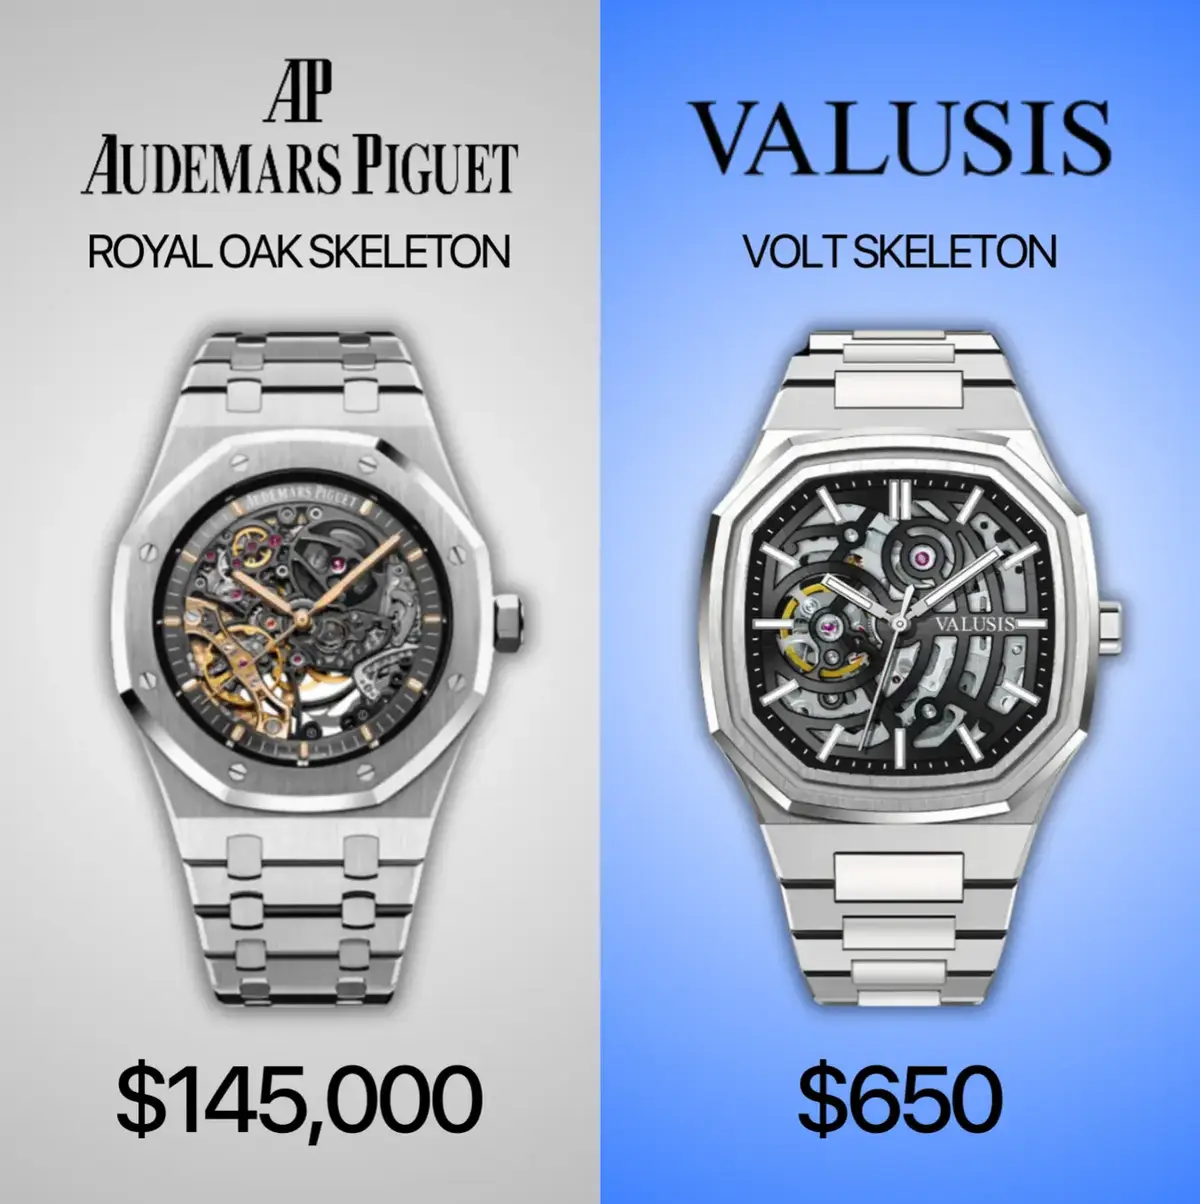 AP
AUDEMARS PIGUET
ROYAL OAK SKELETON
AUDEMARS PIGUET
$145,000
VALUSIS
VOLT SKELETON
VALUSIS
$650